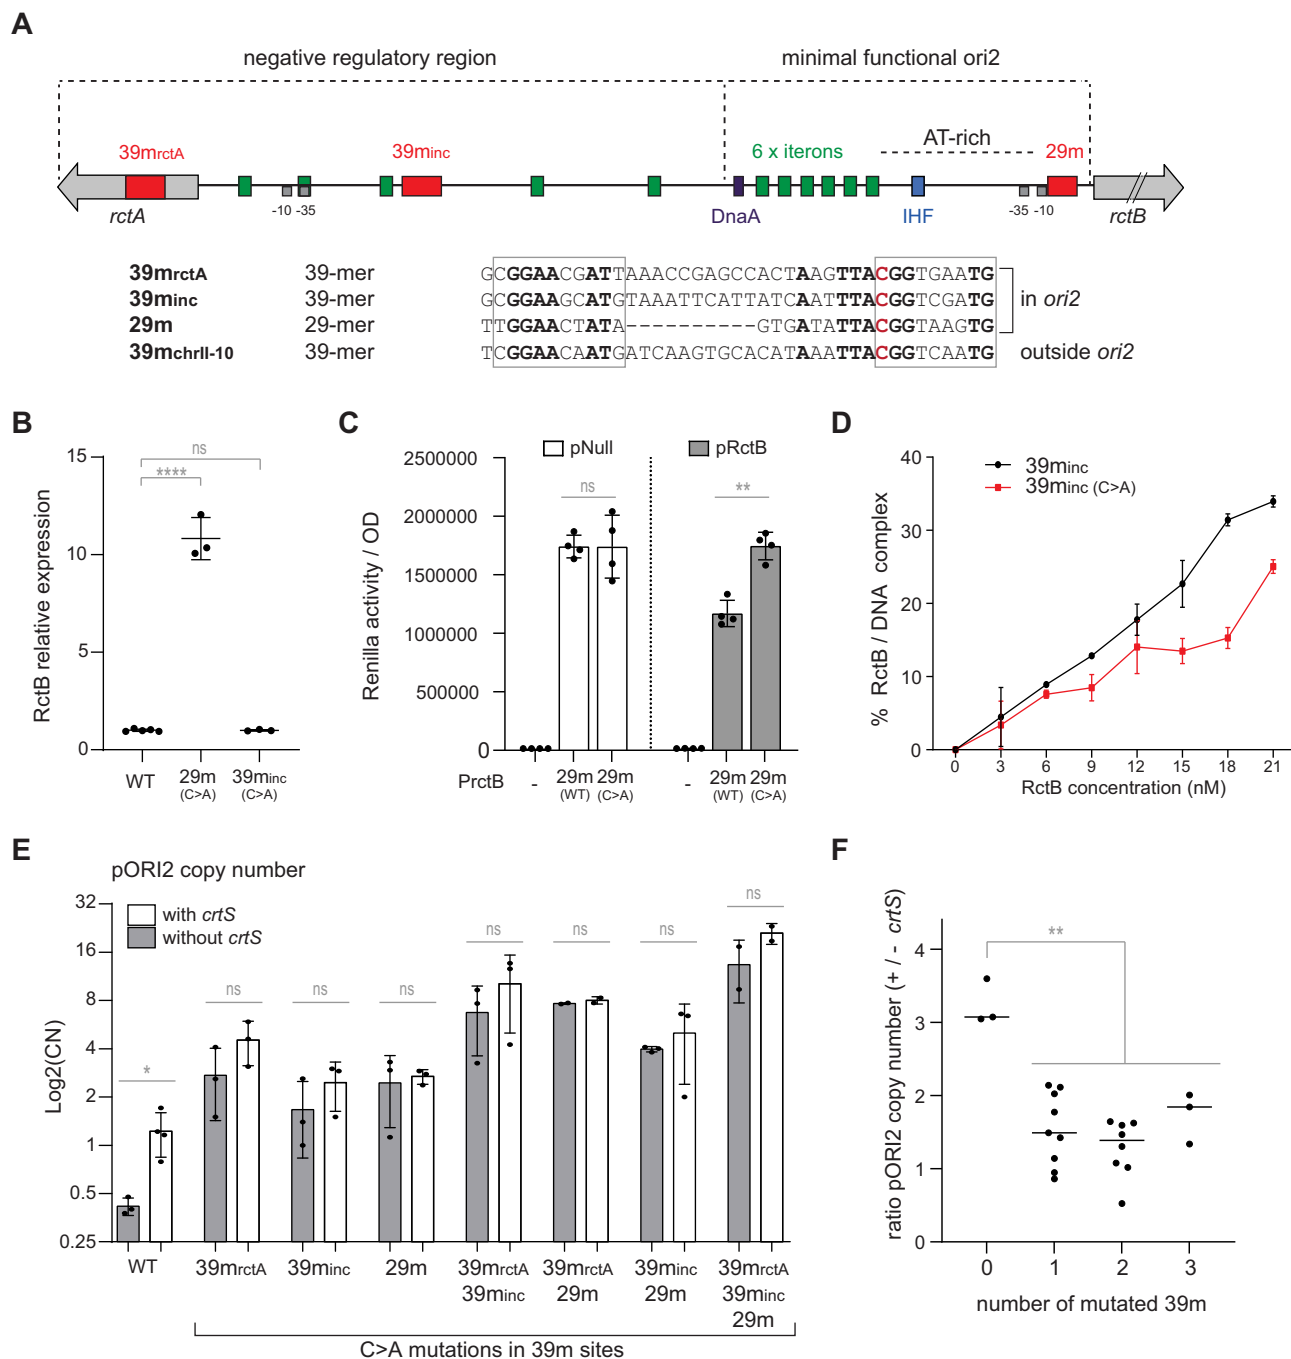 A
negative regulatory region
minimal functional ori2
39mrctA
39minc
6 x iterons
AT-rich
29m
-10 -35
-35 -10
rctA
DnaA
IHF
rctB
39mrctA 39-mer GCGGAACGATTAAACCGAGCCACTAAGTTACGGTGAATG
39minc 39-mer GCGGAAGCATGTAAATTCATTATCAATTTACGGTCGATG
in ori2
29m 29-mer TTGGAACTATA----------GTGATATTACGGTAAGTG
39mchrII-10 39-mer TCGGAACAATGATCAAGTGCACATAAATTACGGTCAATG
outside ori2
B
RctB relative expression
15
10
5
0
ns
****
WT
29m
(C>A)
39minc
(C>A)
C
Renilla activity / OD
pNull
pRctB
2500000
2000000
1500000
1000000
500000
0
ns
**
PrctB
-
29m
(WT)
29m
(C>A)
-
29m
(WT)
29m
(C>A)
D
% RctB / DNA complex
39minc
39minc (C>A)
40
30
20
10
0
0 3 6 9 12 15 18 21
RctB concentration (nM)
E
pORI2 copy number
with crtS
without crtS
Log2(CN)
32
16
8
4
2
1
0.5
0.25
*
ns
ns
ns
ns
ns
ns
ns
WT
39mrctA
39minc
29m
39mrctA
39minc
39mrctA
29m
39minc
29m
39mrctA
39minc
29m
C>A mutations in 39m sites
F
ratio pORI2 copy number (+ / - crtS)
4
3
2
1
0
**
0 1 2 3
number of mutated 39m